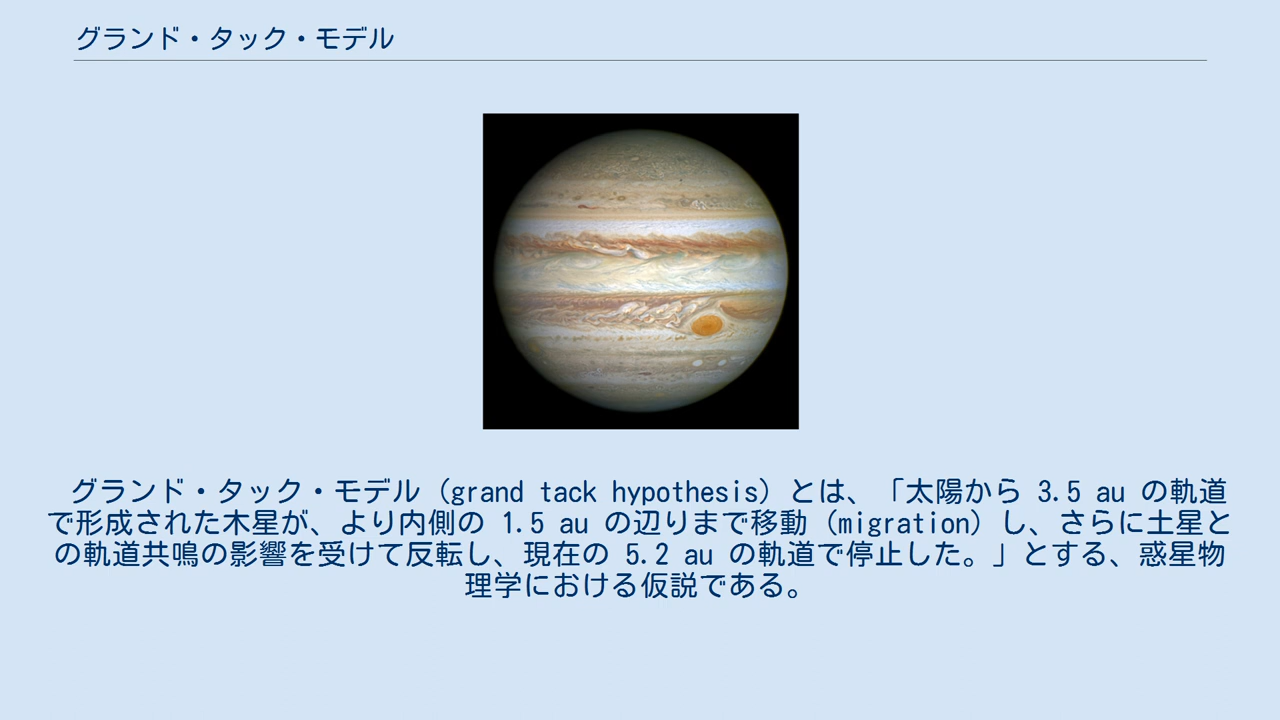 グランド・タック・モデル
グランド・タック・モデル（grand tack hypothesis）とは、「太陽から 3.5 au の軌道
で形成された木星が、より内側の 1.5 au の辺りまで移動（migration）し、さらに土星と
の軌道共鳴の影響を受けて反転し、現在の 5.2 au の軌道で停止した。」とする、惑星物
理学における仮説である。